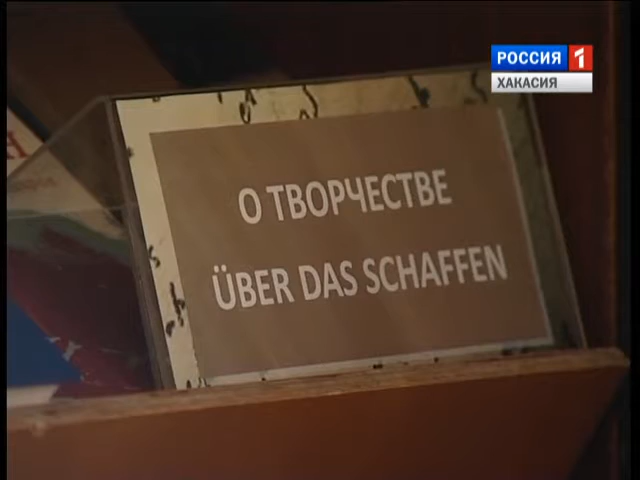 РОССИЯ 1
ХАКАСИЯ
О ТВОРЧЕСТВЕ
ÜBER DAS SCHAFFEN